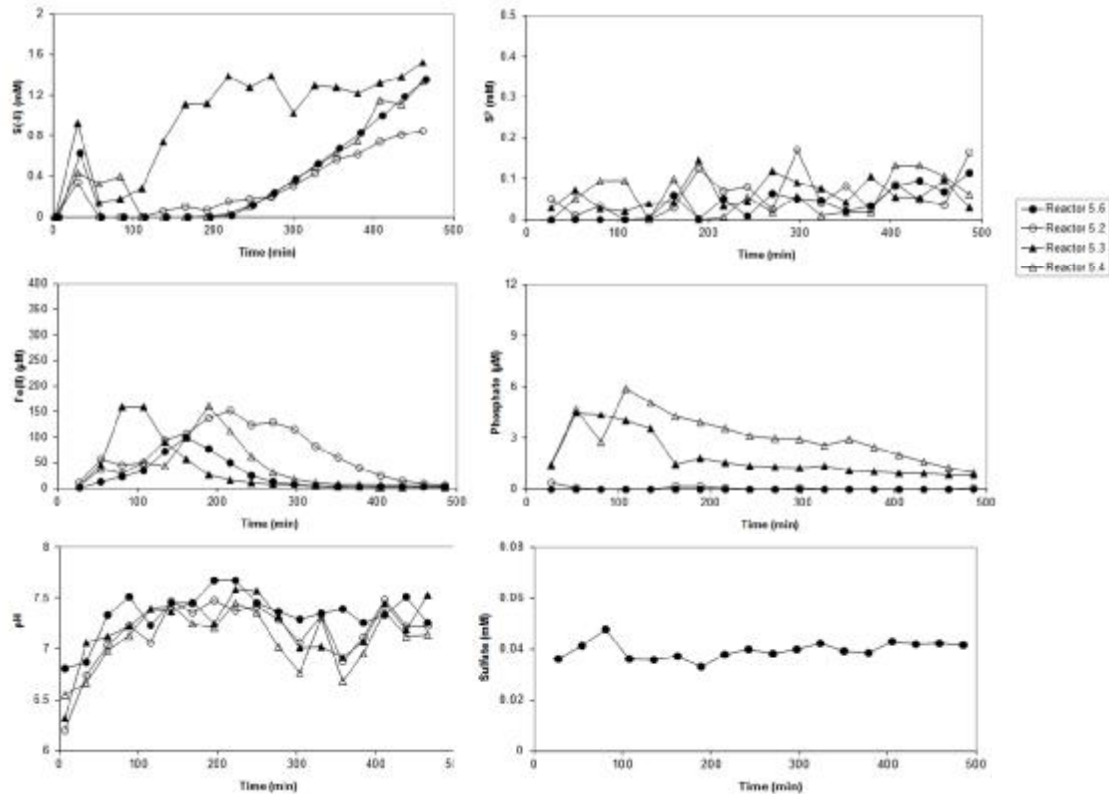 2
1.6
1.2
0.8
0.4
0
S(-II) (mM)
0 100 200 300 400 500
Time (min)
0.5
0.4
0.3
0.2
0.1
0
S⁰ (mM)
0 100 200 300 400 500
Time (min)
Reactor 5.6
Reactor 5.2
Reactor 5.3
Reactor 5.4
400
350
300
250
200
150
100
50
0
Fe(II) (µM)
0 100 200 300 400 500
Time (min)
12
9
6
3
0
Phosphate (µM)
0 100 200 300 400 500
Time (min)
8
7.5
7
6.5
6
pH
0 100 200 300 400 50
Time (min)
0.08
0.06
0.04
0.02
0
Sulfate (mM)
0 100 200 300 400 500
Time (min)